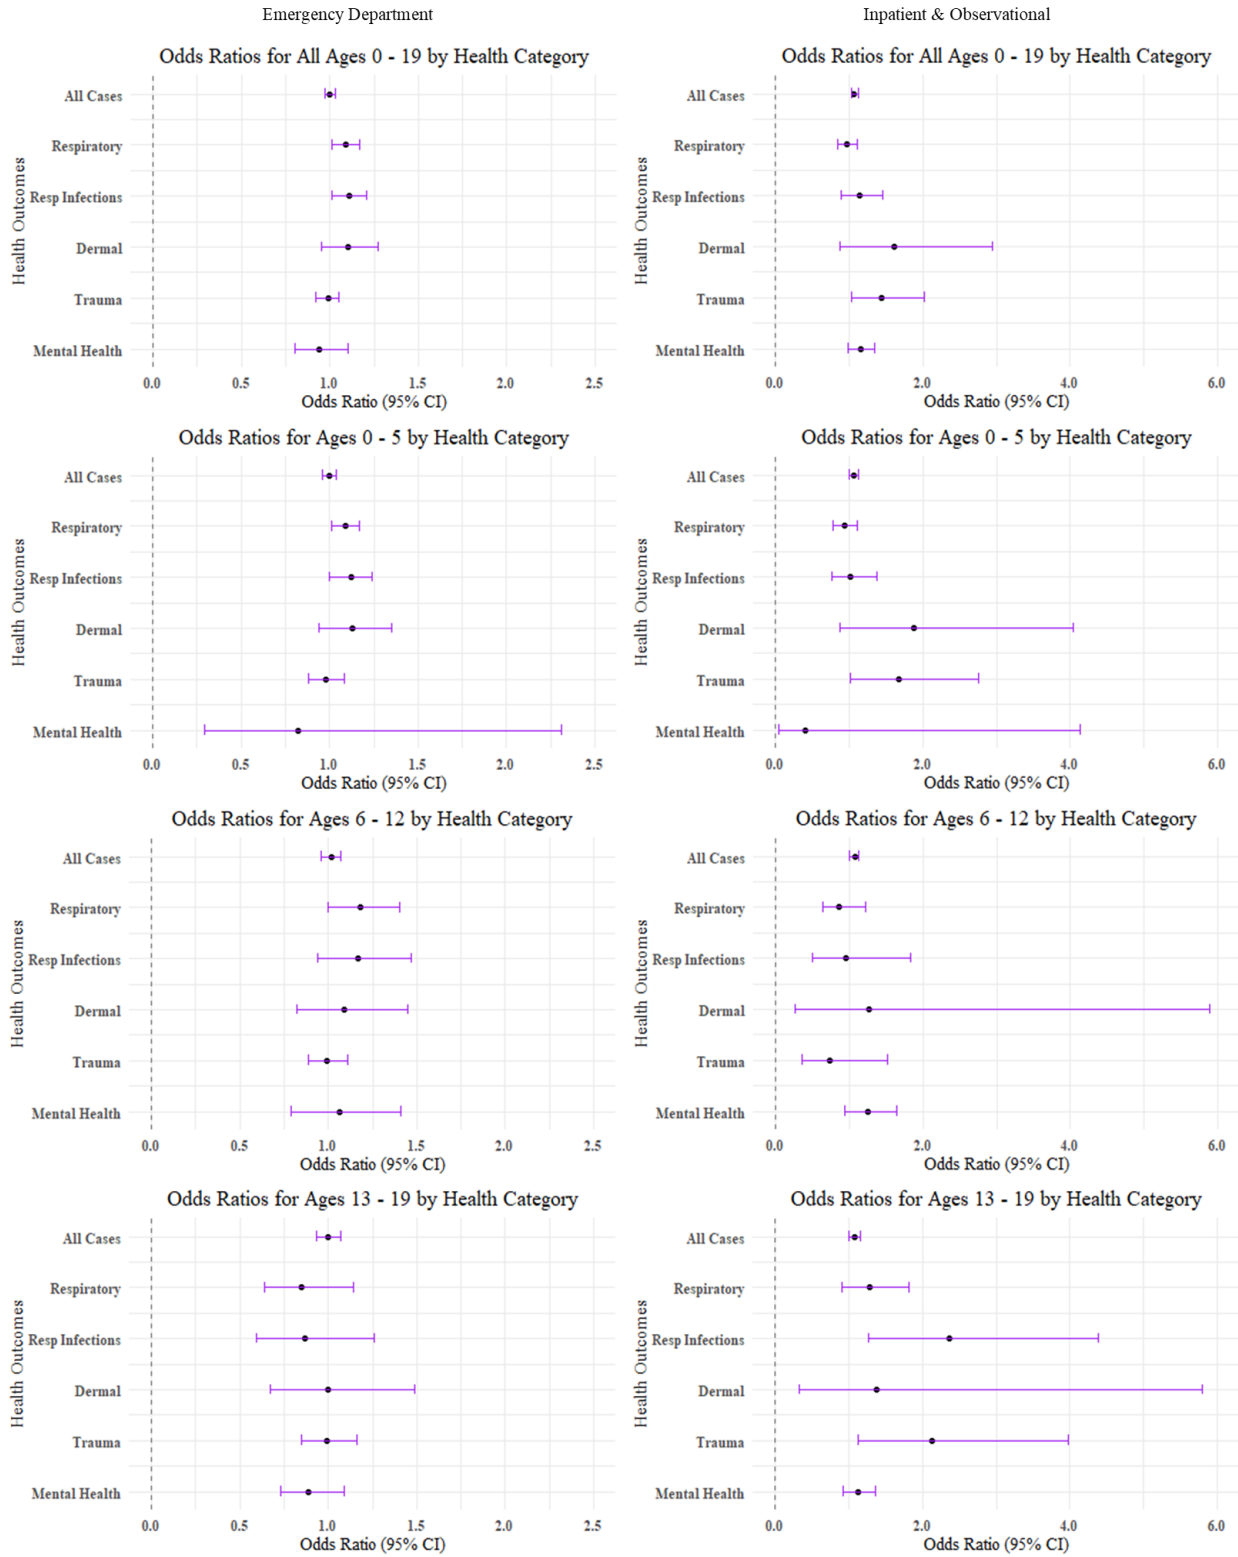 Emergency Department
Inpatient & Observational
Odds Ratios for All Ages 0 - 19 by Health Category
Health Outcomes
All Cases
Respiratory
Resp Infections
Dermal
Trauma
Mental Health
0.0 0.5 1.0 1.5 2.0 2.5
Odds Ratio (95% CI)
Odds Ratios for All Ages 0 - 19 by Health Category
Health Outcomes
All Cases
Respiratory
Resp Infections
Dermal
Trauma
Mental Health
0.0 2.0 4.0 6.0
Odds Ratio (95% CI)
Odds Ratios for Ages 0 - 5 by Health Category
Health Outcomes
All Cases
Respiratory
Resp Infections
Dermal
Trauma
Mental Health
0.0 0.5 1.0 1.5 2.0 2.5
Odds Ratio (95% CI)
Odds Ratios for Ages 0 - 5 by Health Category
Health Outcomes
All Cases
Respiratory
Resp Infections
Dermal
Trauma
Mental Health
0.0 2.0 4.0 6.0
Odds Ratio (95% CI)
Odds Ratios for Ages 6 - 12 by Health Category
Health Outcomes
All Cases
Respiratory
Resp Infections
Dermal
Trauma
Mental Health
0.0 0.5 1.0 1.5 2.0 2.5
Odds Ratio (95% CI)
Odds Ratios for Ages 6 - 12 by Health Category
Health Outcomes
All Cases
Respiratory
Resp Infections
Dermal
Trauma
Mental Health
0.0 2.0 4.0 6.0
Odds Ratio (95% CI)
Odds Ratios for Ages 13 - 19 by Health Category
Health Outcomes
All Cases
Respiratory
Resp Infections
Dermal
Trauma
Mental Health
0.0 0.5 1.0 1.5 2.0 2.5
Odds Ratio (95% CI)
Odds Ratios for Ages 13 - 19 by Health Category
Health Outcomes
All Cases
Respiratory
Resp Infections
Dermal
Trauma
Mental Health
0.0 2.0 4.0 6.0
Odds Ratio (95% CI)